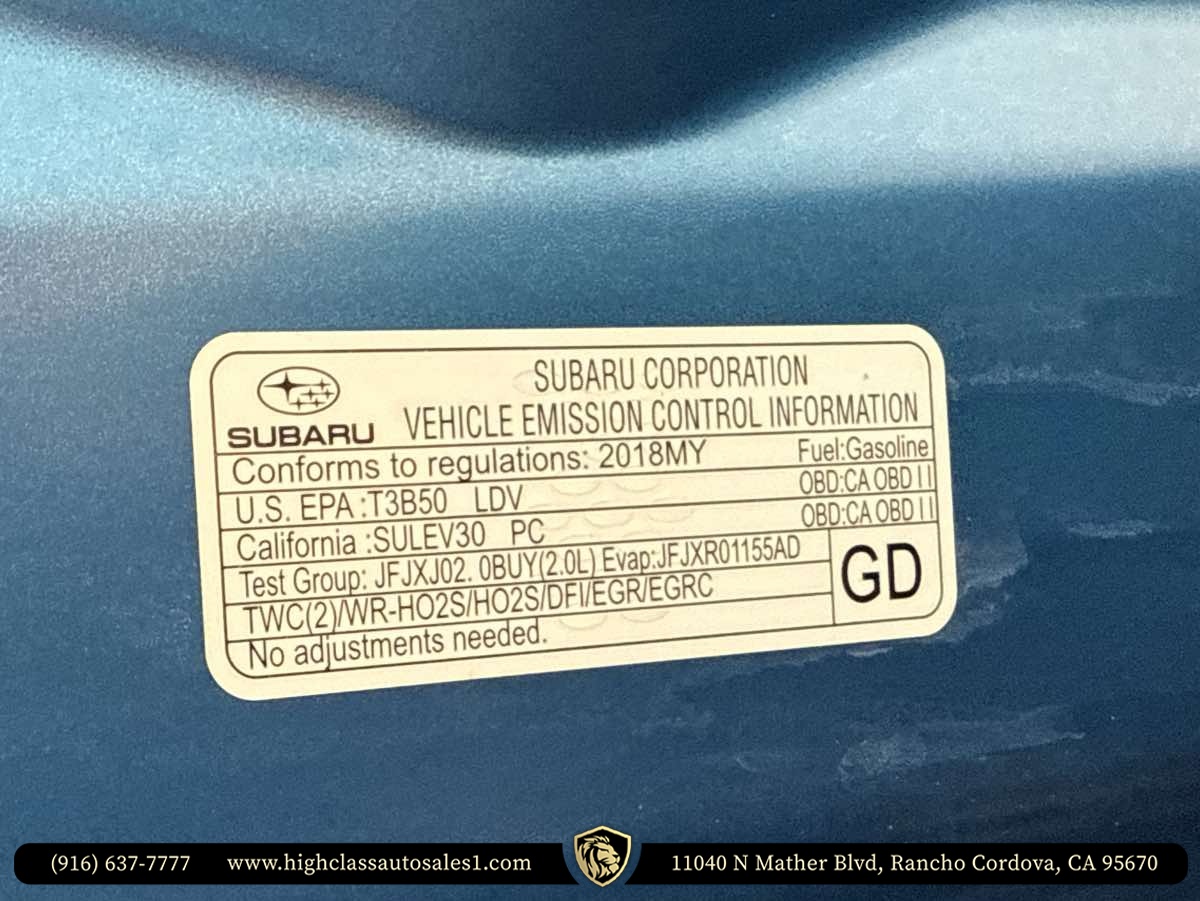 SUBARU CORPORATION
SUBARU VEHICLE EMISSION CONTROL INFORMATION
Conforms to regulations: 2018MY Fuel:Gasoline
U.S. EPA :T3B50 LDV OBD:CA OBD II
California :SULEV30 PC OBD:CA OBD II
Test Group: JFJXJ02. 0BUY(2.0L) Evap:JFJXR01155AD
TWC(2)/WR-HO2S/HO2S/DFI/EGR/EGRC
GD
No adjustments needed.
(916) 637-7777 www.highclassautosales1.com 11040 N Mather Blvd, Rancho Cordova, CA 95670